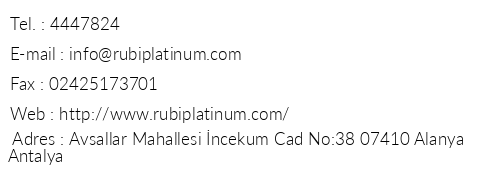 Tel. : 4447824
E-mail : info@rubiplatinum.com
Fax : 02425173701
Web : http://www.rubiplatinum.com/
Adres : Avsallar Mahallesi İncekum Cad No:38 07410 Alanya
Antalya